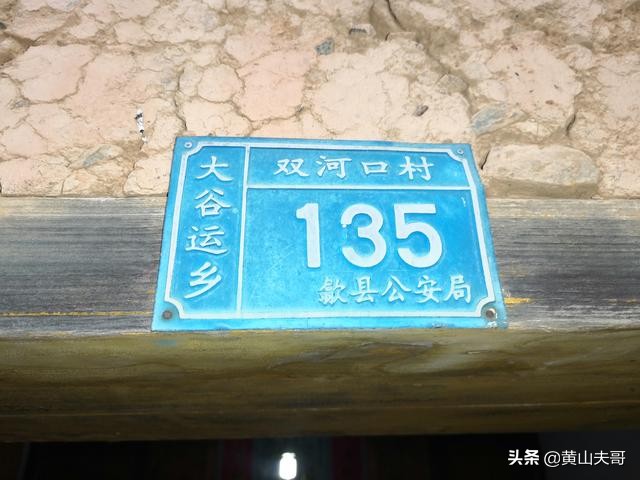 大谷运乡
双河口村
135
歙县公安局
头条 @黄山夫哥